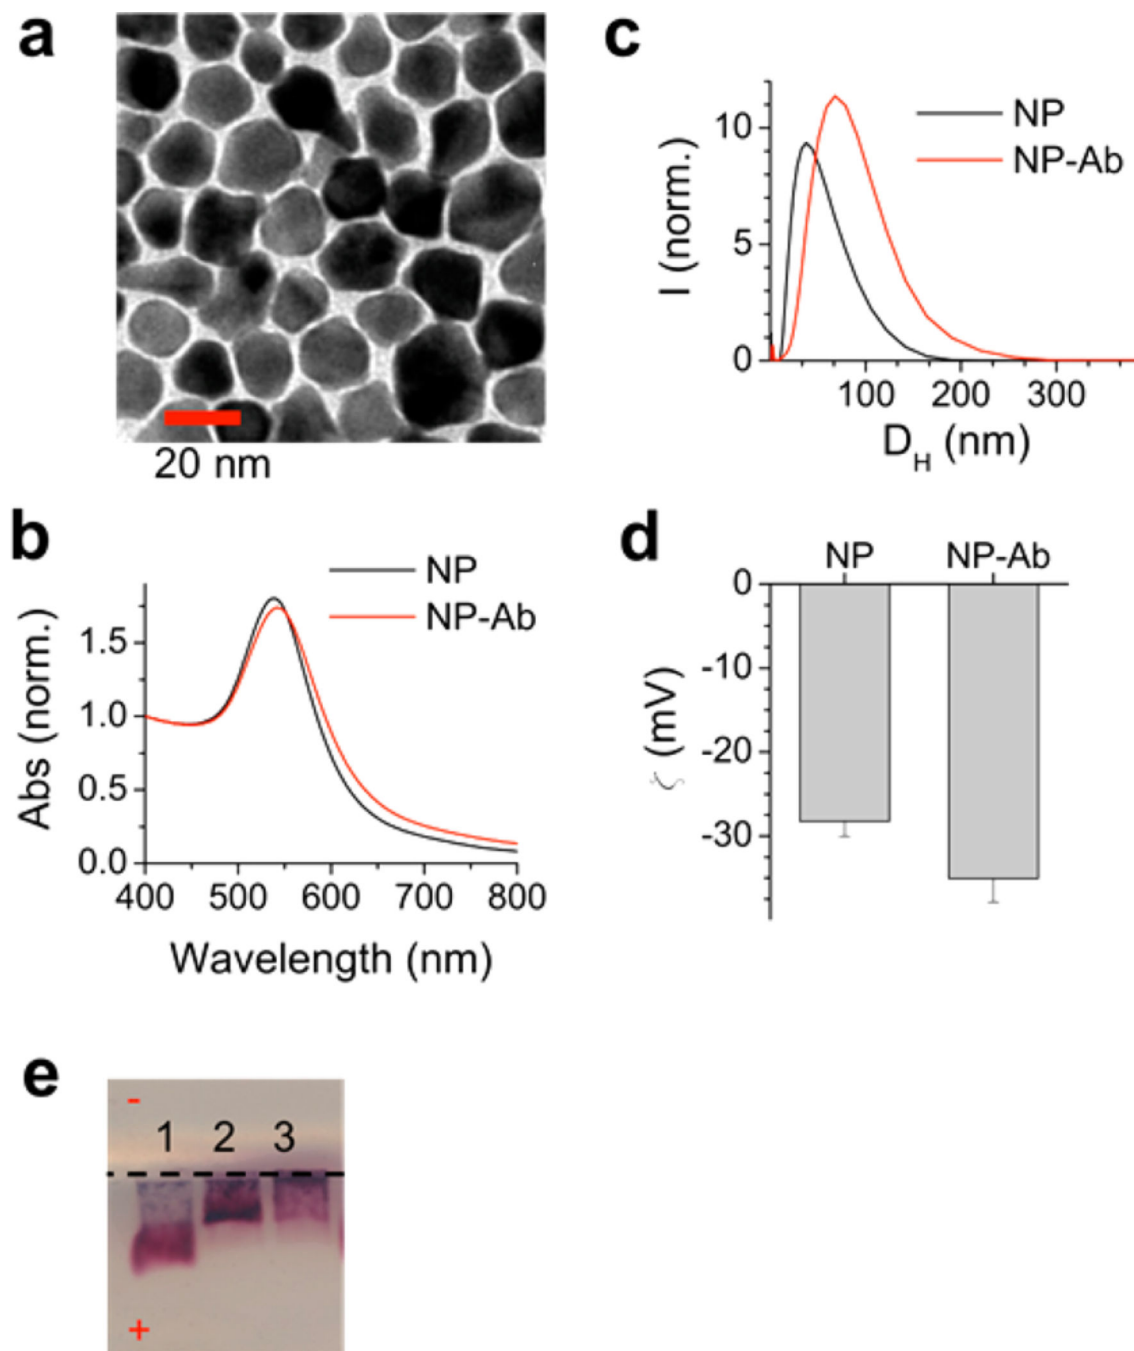 a
20 nm
b
NP
NP-Ab
Abs (norm.)
1.5
1.0
0.5
0.0
400 500 600 700 800
Wavelength (nm)
c
NP
NP-Ab
I (norm.)
10
5
0
100 200 300
D_H (nm)
d
NP NP-Ab
0
-10
-20
-30
ζ (mV)
e
-
1 2 3
+